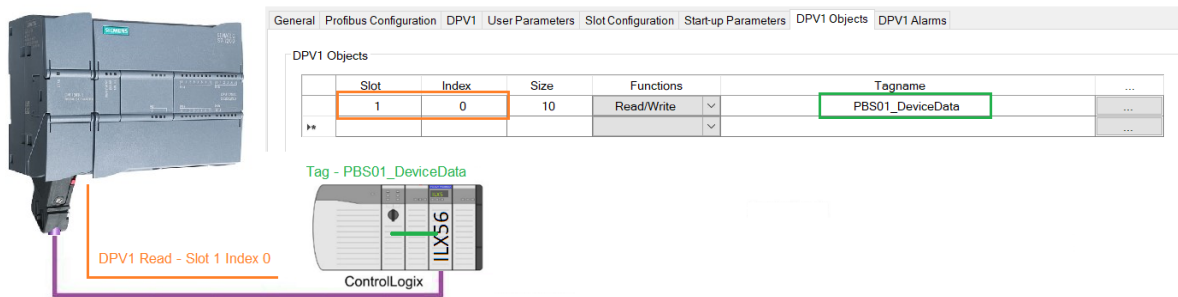 General Profibus Configuration DPV1 User Parameters Slot Configuration Start-up Parameters DPV1 Objects DPV1 Alarms
DPV1 Objects
Slot Index Size Functions Tagname ...
1 0 10 Read/Write PBS01_DeviceData ...
...
SIEMENS
Tag - PBS01_DeviceData
ILX56
DPV1 Read - Slot 1 Index 0
ControlLogix